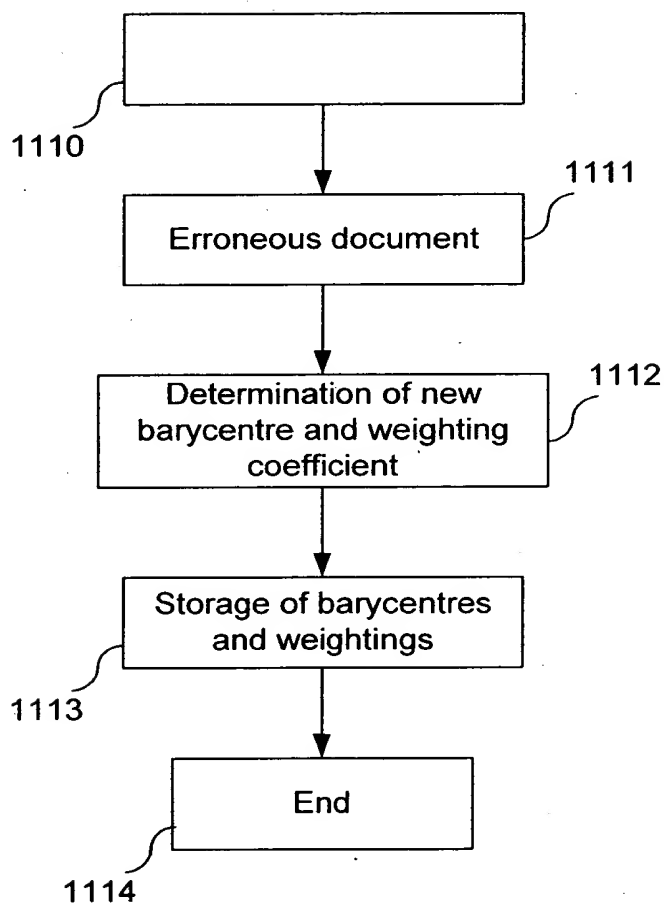 1110
1111
Erroneous document
1112
Determination of new
barycentre and weighting
coefficient
Storage of barycentres
and weightings
1113
End
1114